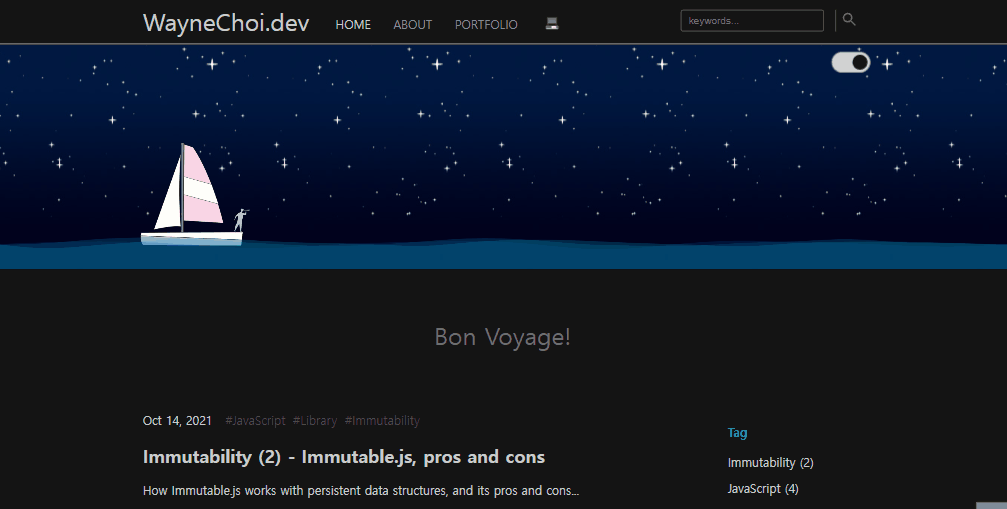 WayneChoi.dev HOME ABOUT PORTFOLIO keywords...
Bon Voyage!
Oct 14, 2021 #JavaScript #Library #Immutability
Immutability (2) - Immutable.js, pros and cons
How Immutable.js works with persistent data structures, and its pros and cons...
Tag
Immutability (2)
JavaScript (4)